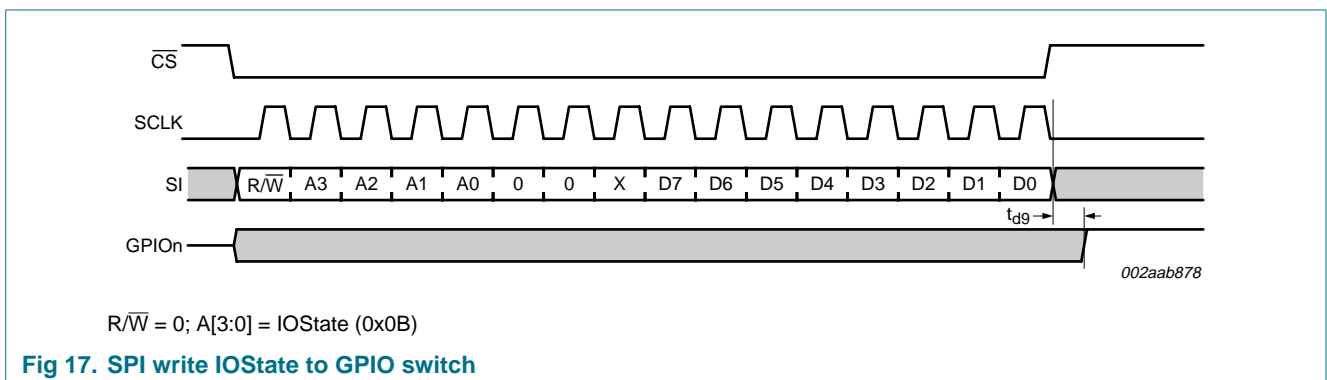 C̅S̅
SCLK
SI R/W̅ A3 A2 A1 A0 0 0 X D7 D6 D5 D4 D3 D2 D1 D0
td9
GPIOn
002aab878
R/W̅ = 0; A[3:0] = IOState (0x0B)
Fig 17. SPI write IOState to GPIO switch